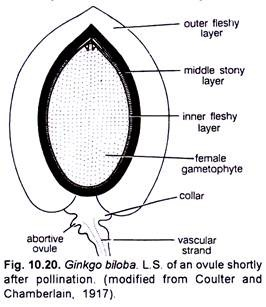 outer fleshy
layer
middle stony
layer
inner fleshy
layer
female
gametophyte
collar
abortive
ovule
vascular
strand
Fig. 10.20. Ginkgo biloba. L.S. of an ovule shortly
after pollination. (modified from Coulter and
Chamberlain, 1917).